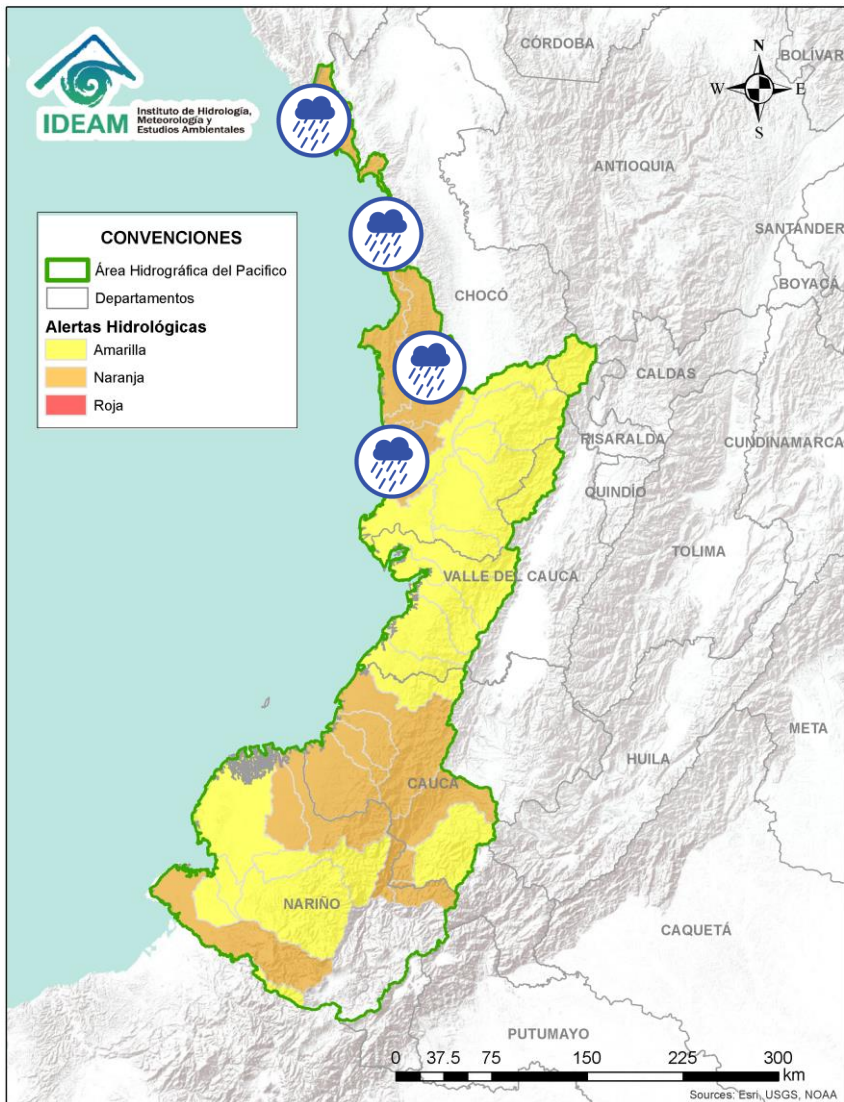 IDEAM
Instituto de Hidrología,
Meteorología y
Estudios Ambientales
N
W
E
S
CÓRDOBA
BOLÍVAR
ANTIOQUIA
SANTANDER
BOYACÁ
CHOCÓ
CALDAS
RISARALDA
CUNDINAMARCA
QUINDÍO
TOLIMA
VALLE DEL CAUCA
META
HUILA
CAUCA
NARIÑO
CAQUETÁ
PUTUMAYO
CONVENCIONES
Área Hidrográfica del Pacifico
Departamentos
Alertas Hidrológicas
Amarilla
Naranja
Roja
0 37.5 75 150 225 300
km
Sources: Esri, USGS, NOAA